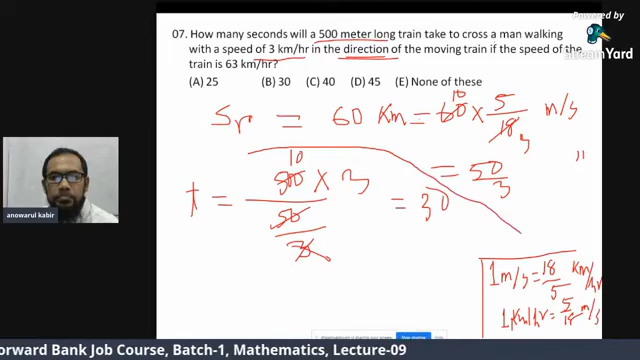 Powered by
StreamYard
07. How many seconds will a 500 meter long train take to cross a man walking
with a speed of 3 km/hr in the direction of the moving train if the speed of the
train is 63 km/hr?
(A) 25 (B) 30 (C) 40 (D) 45 (E) None of these
= 60 Km = 60 10 × 5/18 3 m/s
= 50/3 "
t = 500 10 × 3 / 50/3 = 30
1 m/s = 18/5 Km/hr
1 Km/hr = 5/18 m/s
anowarul kabir
orward Bank Job Course, Batch-1, Mathematics, Lecture-09